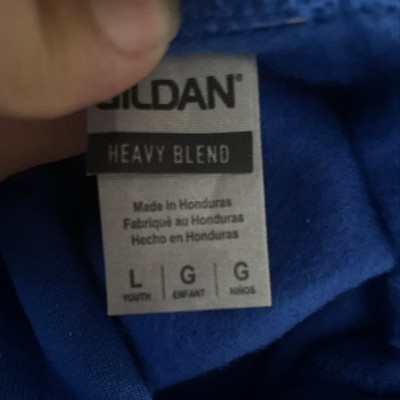 GILDAN®
HEAVY BLEND
Made In Honduras
Fabriqué au Honduras
Hecho en Honduras
L G G
YOUTH ENFANT NIÑOS